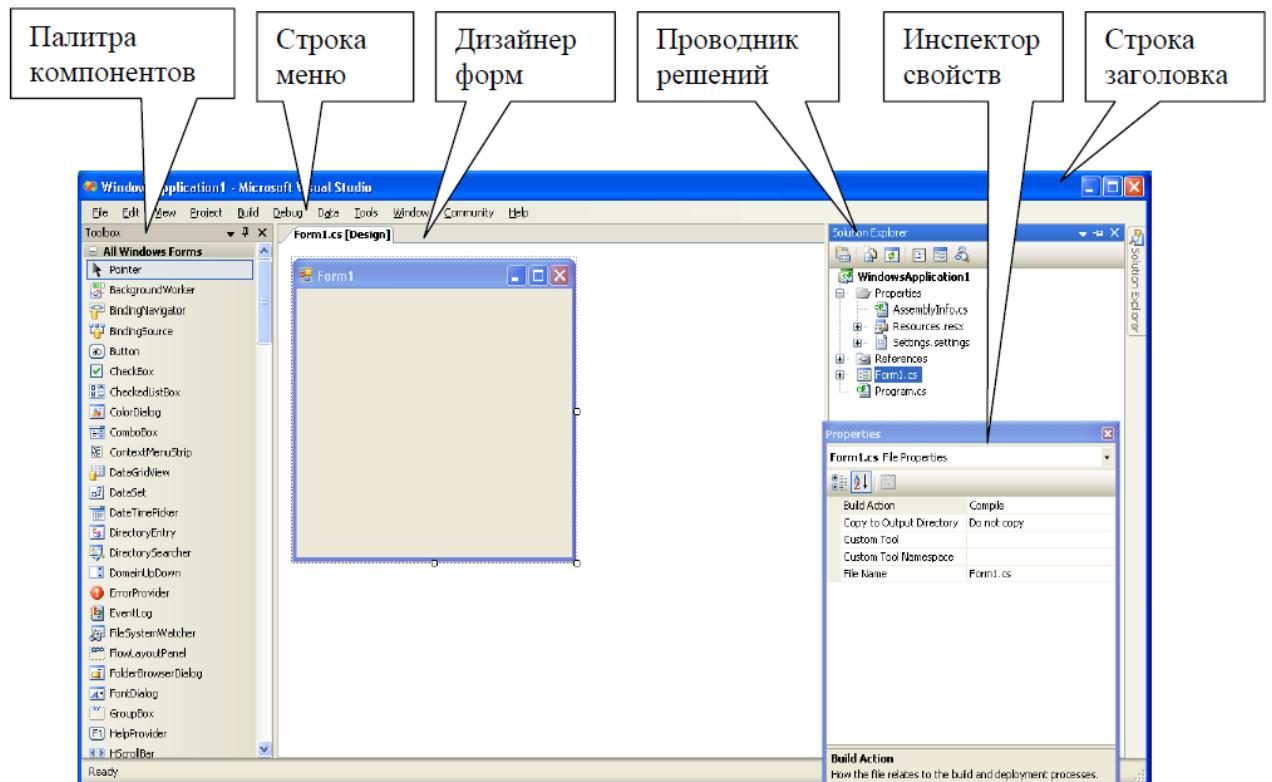 Палитра
компонентов
Строка
меню
Дизайнер
форм
Проводник
решений
Инспектор
свойств
Строка
заголовка
WindowsApplication1 - Microsoft Visual Studio
File Edit View Project Build Debug Data Tools Window Community Help
Toolbox
All Windows Forms
Pointer
BackgroundWorker
BindingNavigator
BindingSource
Button
CheckBox
CheckedListBox
ColorDialog
ComboBox
ContextMenuStrip
DataGridView
DataSet
DateTimePicker
DirectoryEntry
DirectorySearcher
DomainUpDown
ErrorProvider
EventLog
FileSystemWatcher
FlowLayoutPanel
FolderBrowserDialog
FontDialog
GroupBox
HelpProvider
HScrollBar
Form1.cs [Design]
Form1
Solution Explorer
WindowsApplication1
Properties
AssemblyInfo.cs
Resources.resx
Settings.settings
References
Form1.cs
Program.cs
Solution Explorer
Properties
Form1.cs File Properties
Build Action Compile
Copy to Output Directory Do not copy
Custom Tool
Custom Tool Namespace
File Name Form1.cs
Build Action
How the file relates to the build and deployment processes.
Ready